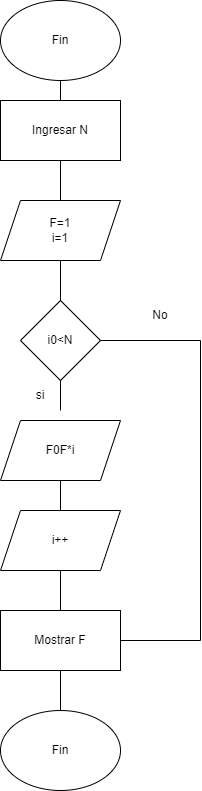 Fin
Ingresar N
F=1
i=1
i0<N
No
si
F0F*i
i++
Mostrar F
Fin